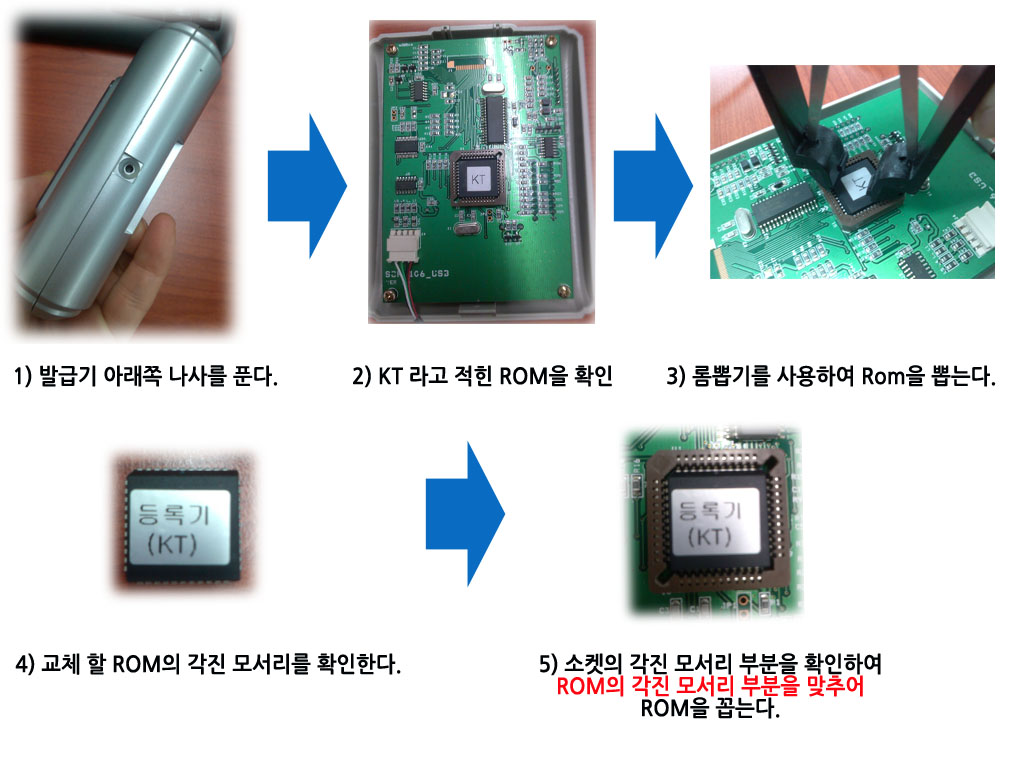 KT
1) 발급기 아래쪽 나사를 푼다.
2) KT 라고 적힌 ROM을 확인
3) 롬뽑기를 사용하여 Rom을 뽑는다.
등록기
(KT)
등록기
(KT)
4) 교체 할 ROM의 각진 모서리를 확인한다.
5) 소켓의 각진 모서리 부분을 확인하여
ROM의 각진 모서리 부분을 맞추어
ROM을 꼽는다.